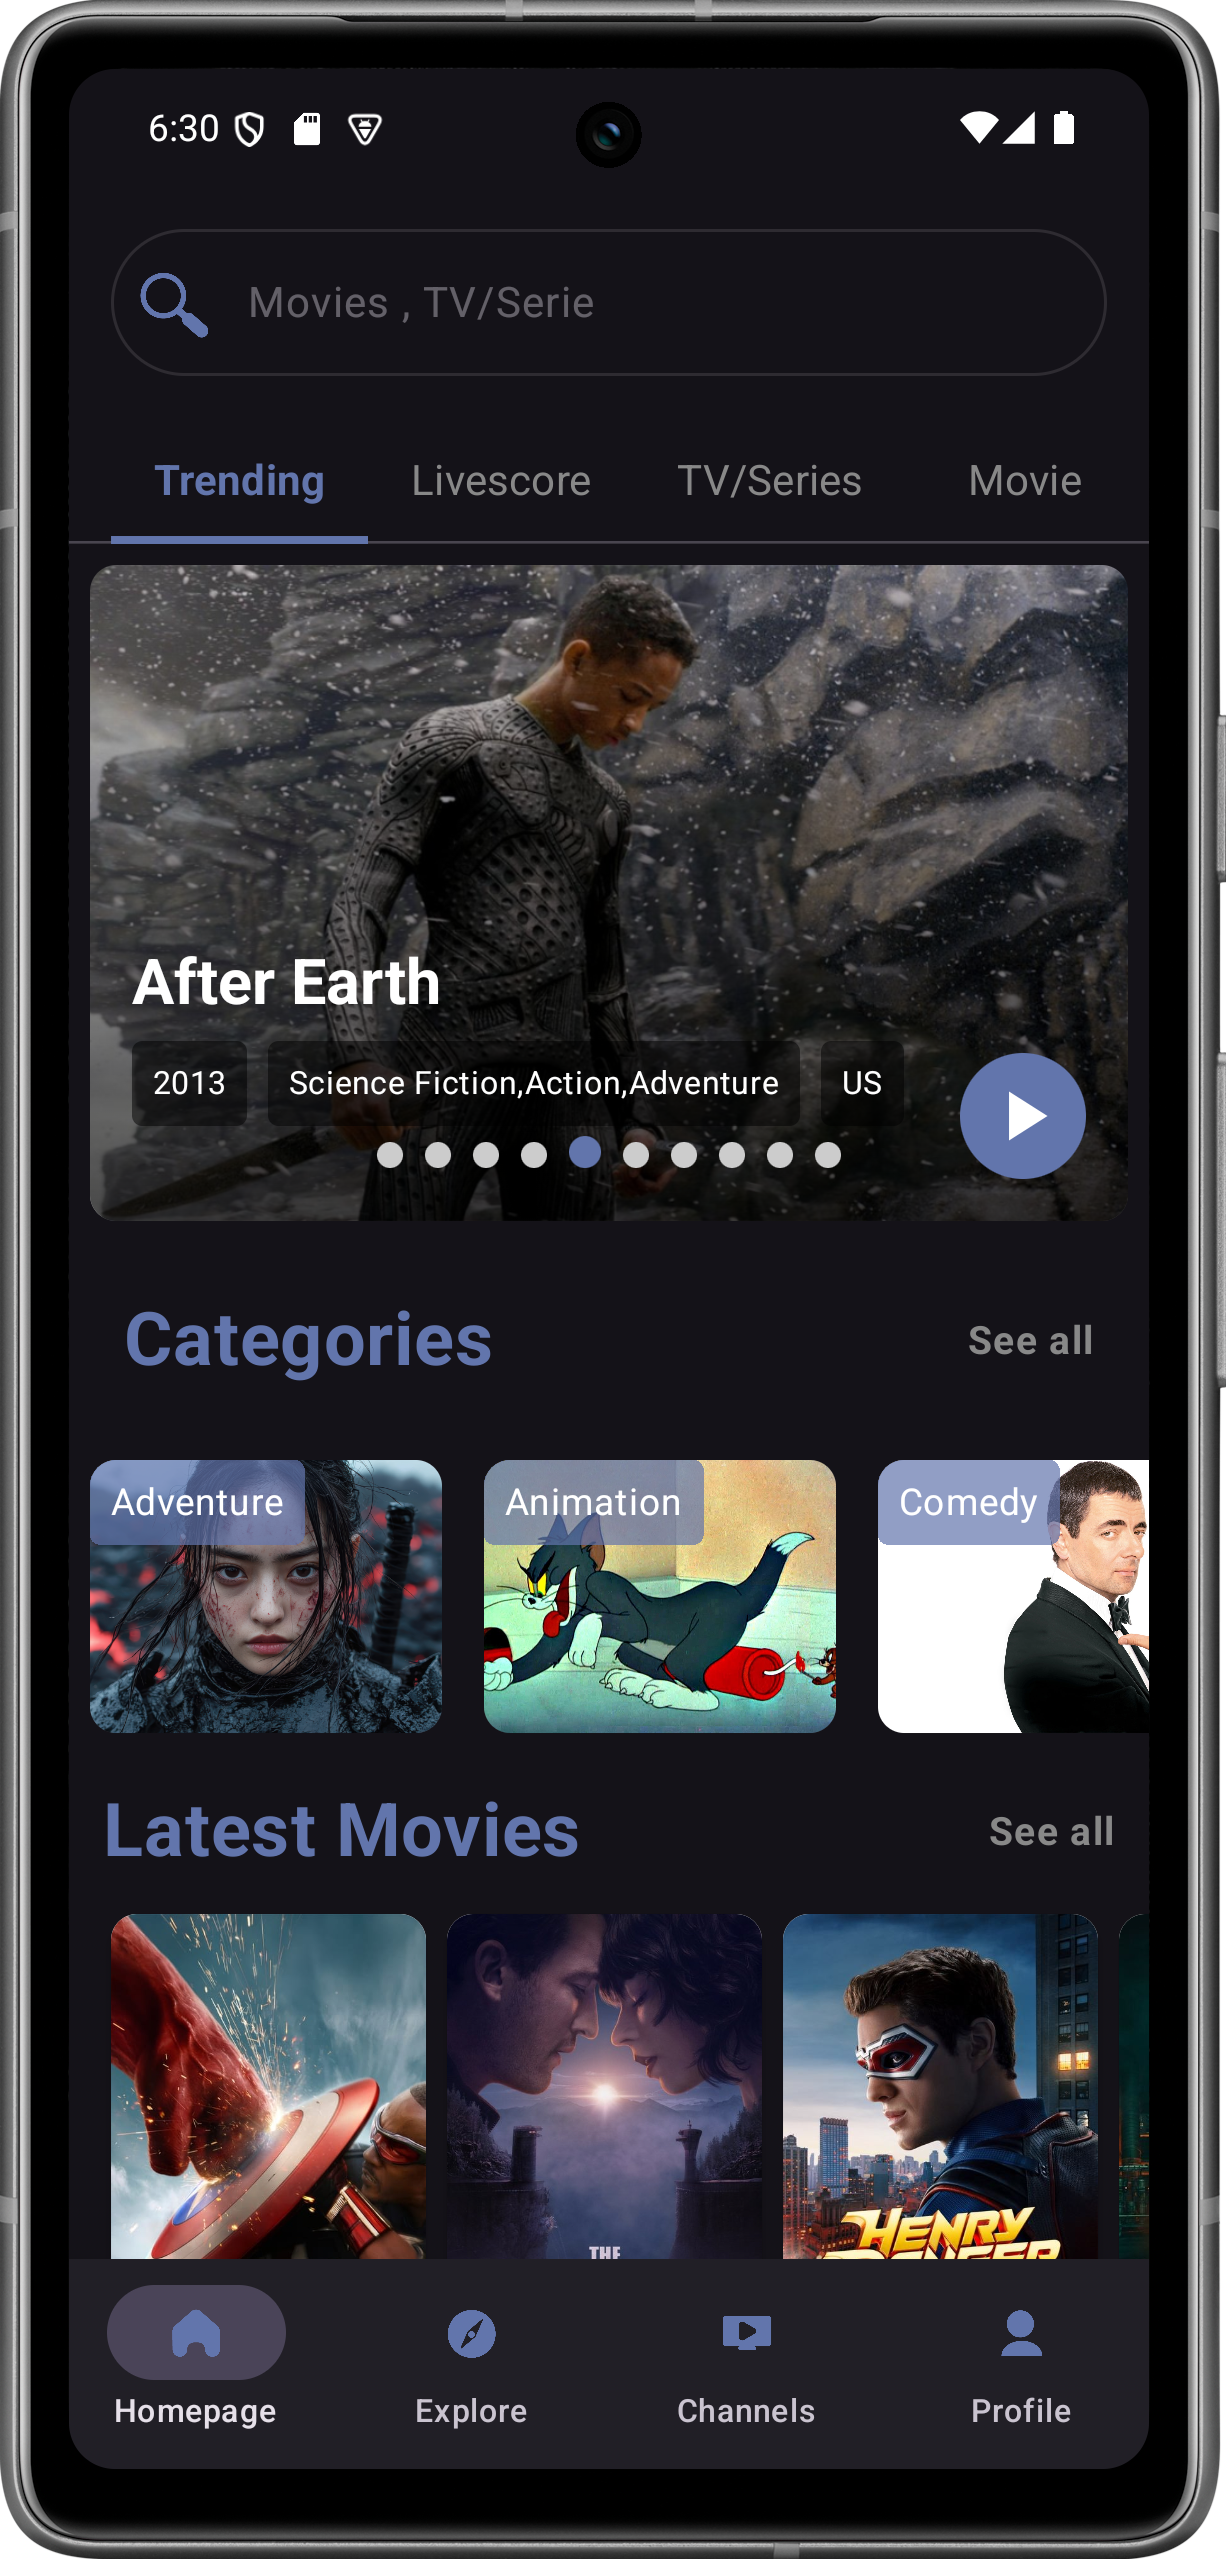 6:30
Movies , TV/Serie
Trending Livescore TV/Series Movie
After Earth
2013 Science Fiction,Action,Adventure US
Categories See all
Adventure Animation Comedy
Latest Movies See all
THE
HENRY
DANGER
Homepage Explore Channels Profile